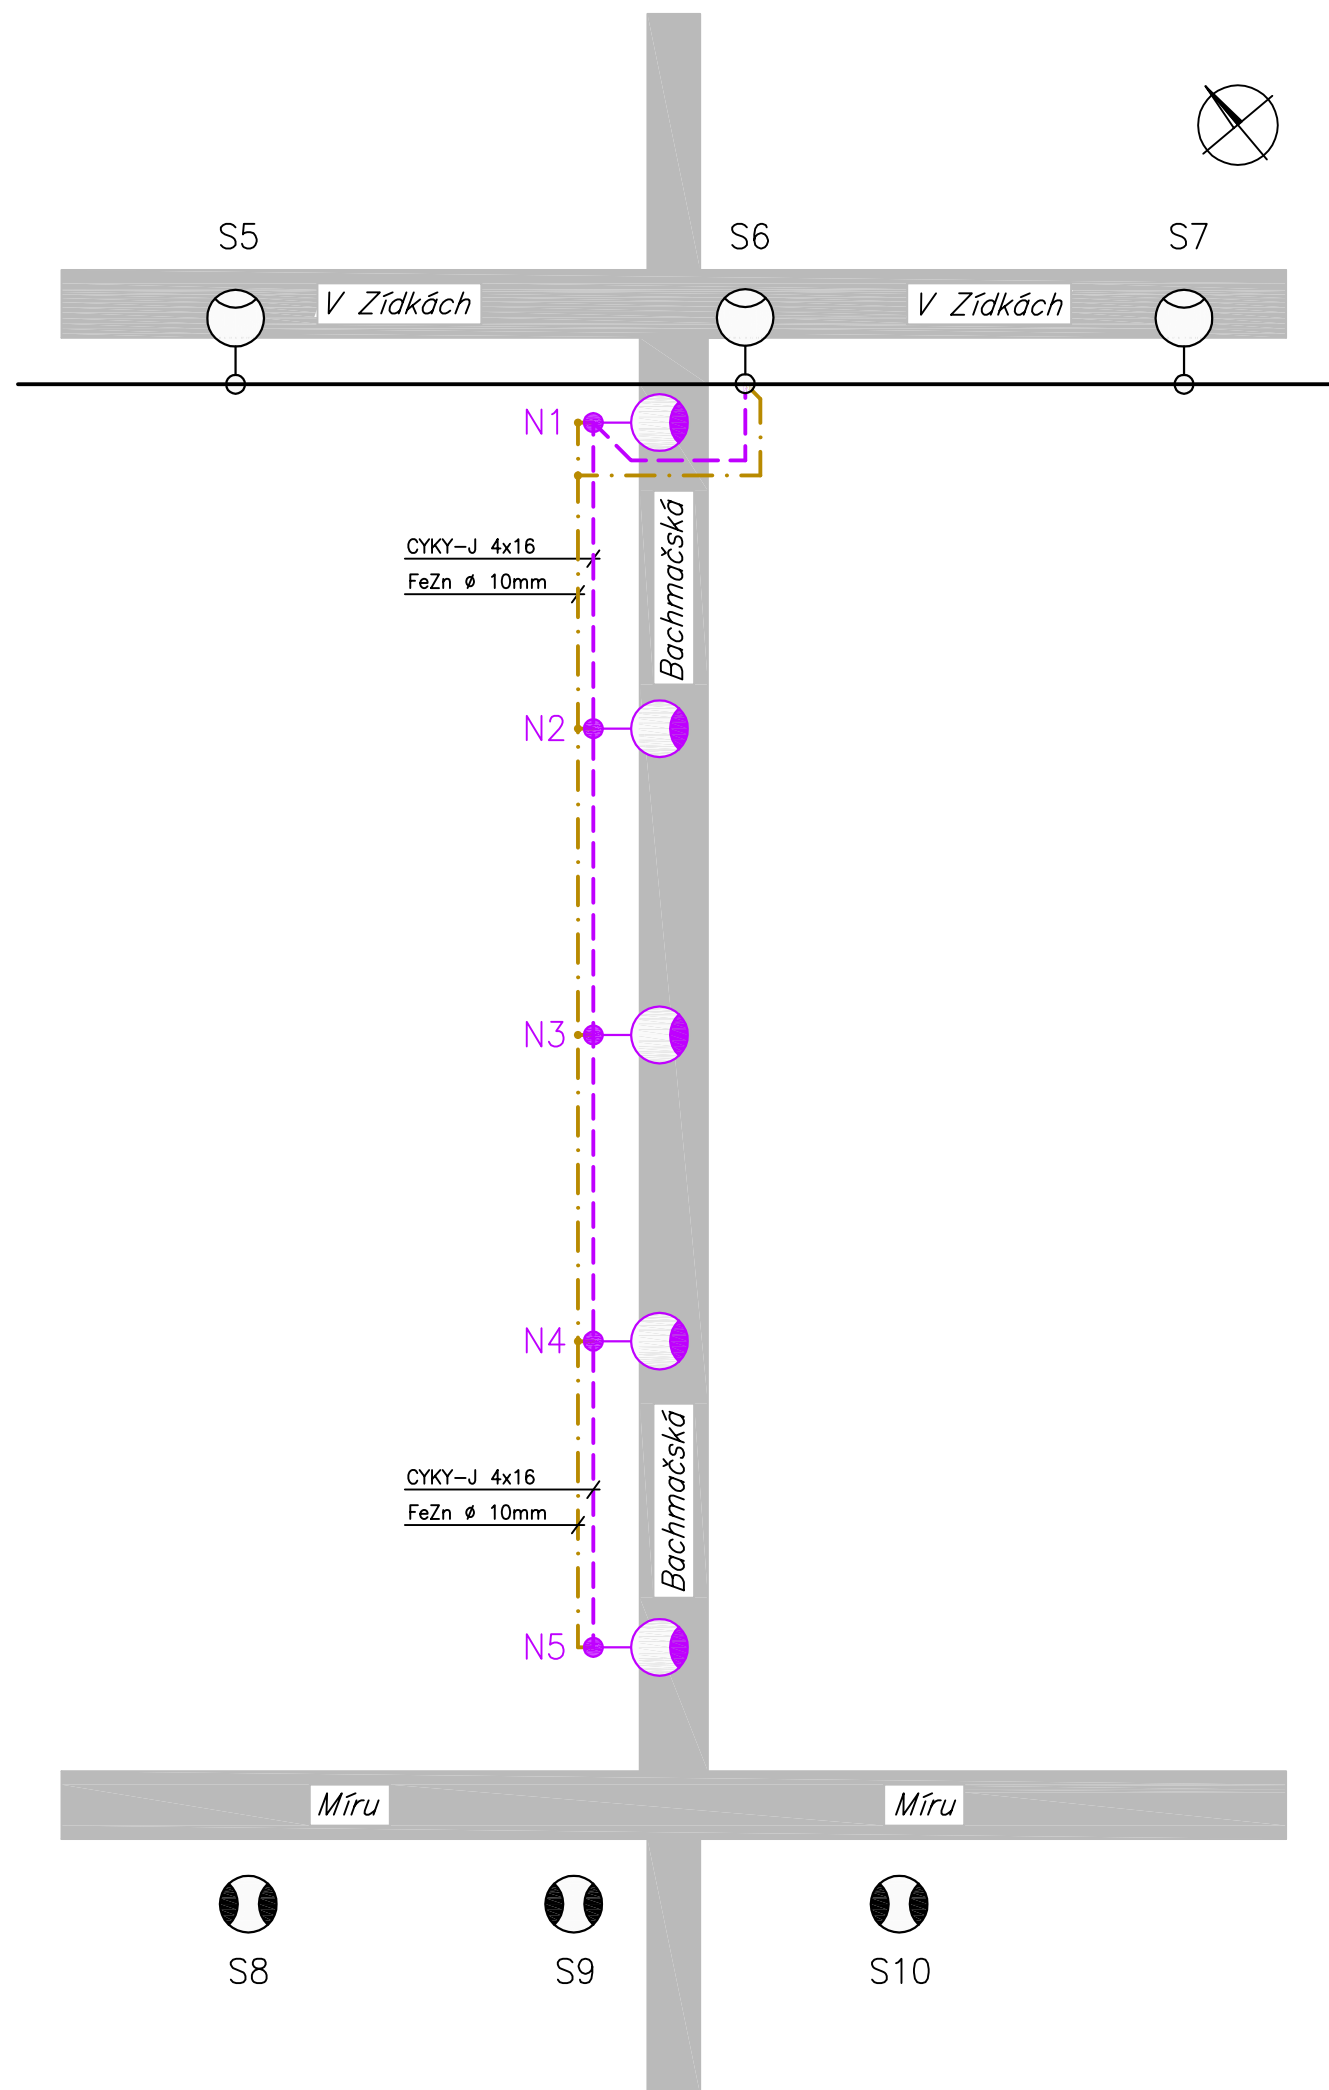 S5
S6
S7
V Zídkách
V Zídkách
N1
CYKY-J 4x16
FeZn ø 10mm
Bachmačská
N2
N3
N4
Bachmačská
CYKY-J 4x16
FeZn ø 10mm
N5
Míru
Míru
S8
S9
S10